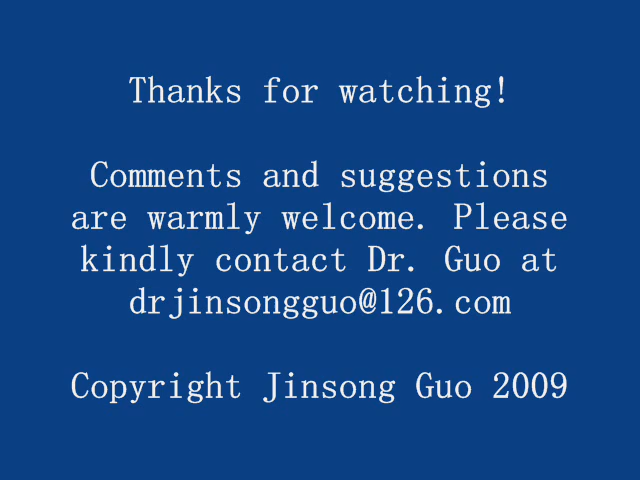 Thanks for watching!
Comments and suggestions
are warmly welcome. Please
kindly contact Dr. Guo at
drjinsongguo@126.com
Copyright Jinsong Guo 2009